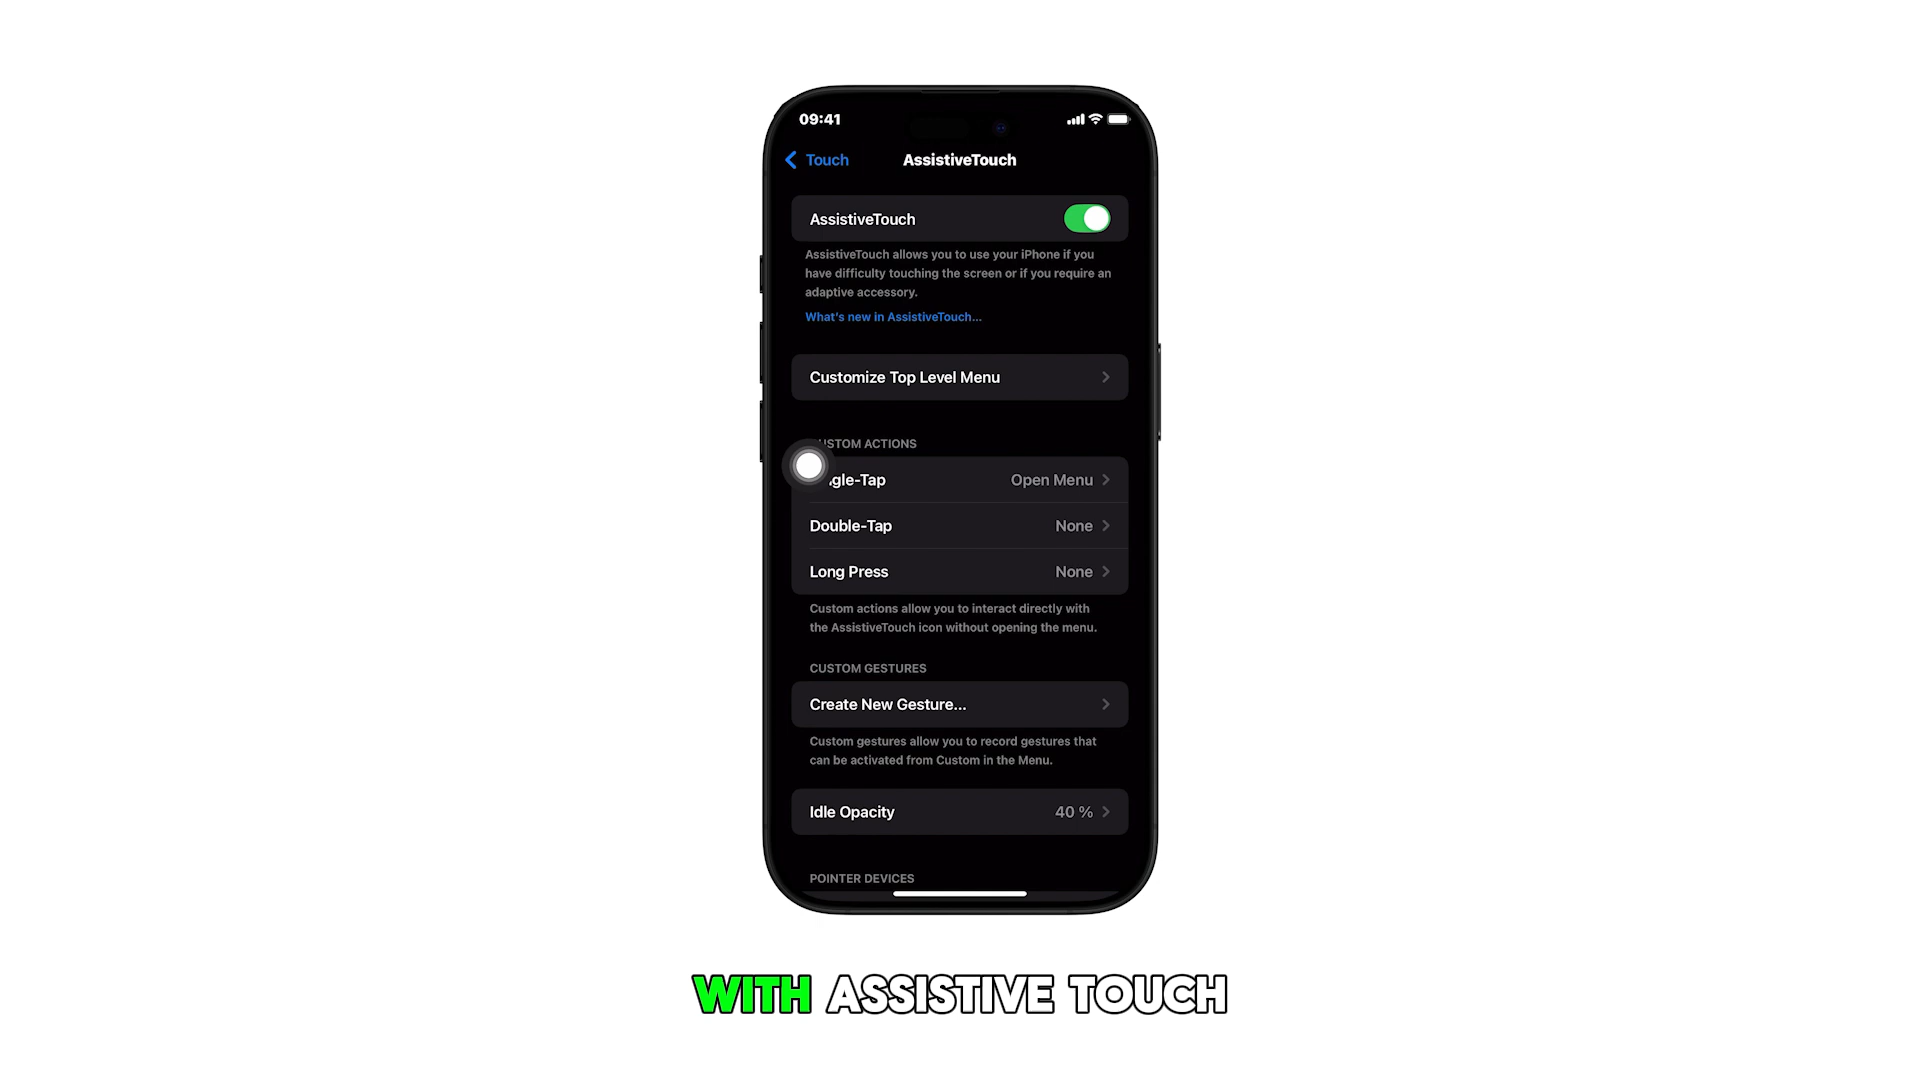 09:41
Touch
AssistiveTouch
AssistiveTouch
AssistiveTouch allows you to use your iPhone if you
have difficulty touching the screen or if you require an
adaptive accessory.
What's new in AssistiveTouch...
Customize Top Level Menu
USTOM ACTIONS
gle-Tap Open Menu
Double-Tap None
Long Press None
Custom actions allow you to interact directly with
the AssistiveTouch icon without opening the menu.
CUSTOM GESTURES
Create New Gesture...
Custom gestures allow you to record gestures that
can be activated from Custom in the Menu.
Idle Opacity 40 %
POINTER DEVICES
WITH ASSISTIVE TOUCH